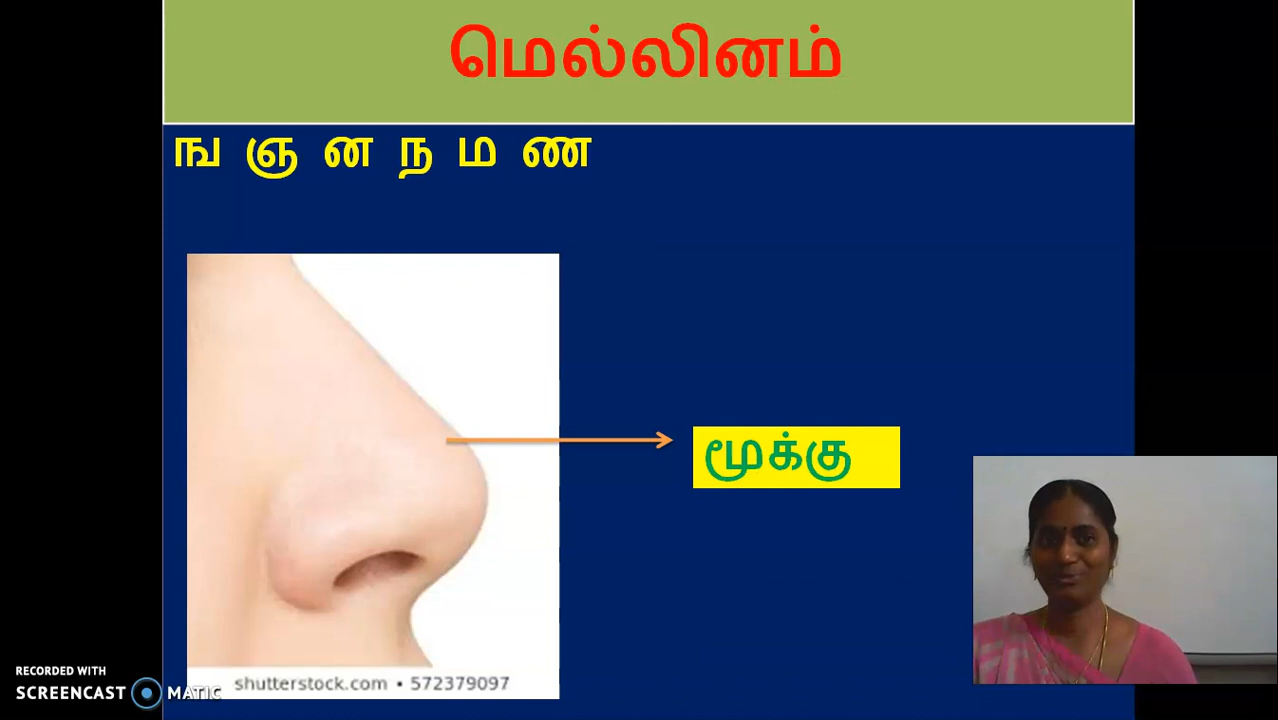 மெல்லினம்
ங ஞ ன ந ம ண
மூக்கு
shutterstock.com • 572379097
RECORDED WITH
SCREENCAST MATIC